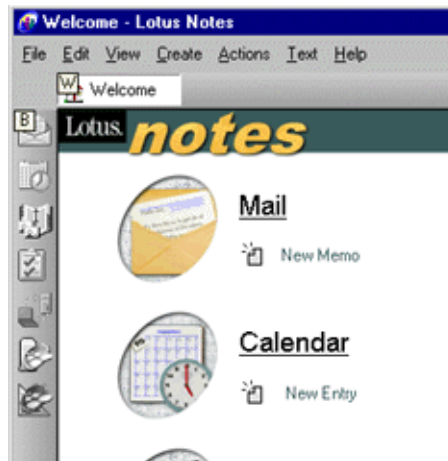 Welcome - Lotus Notes
File Edit View Create Actions Text Help
W Welcome
B
Lotus. notes
Mail
New Memo
Calendar
New Entry